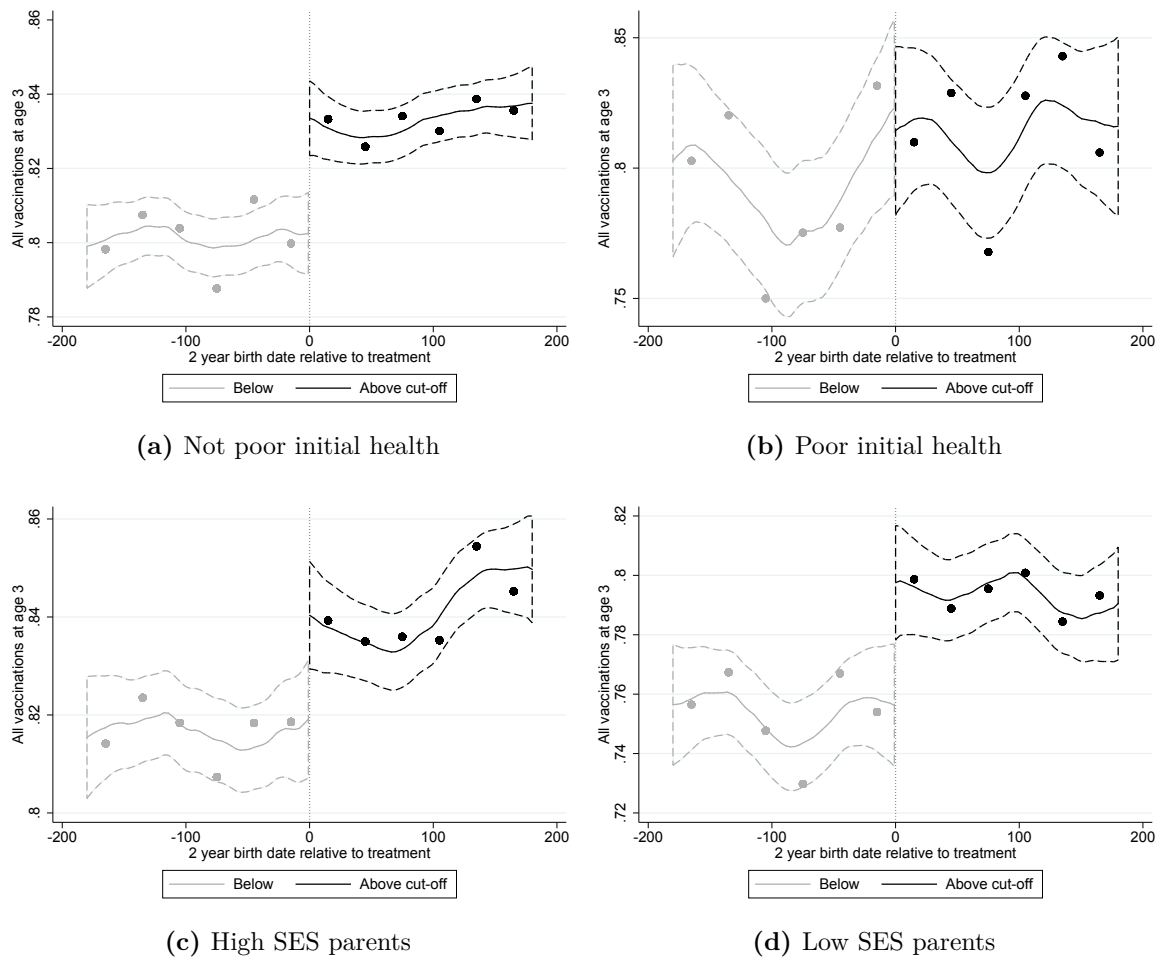 All vaccinations at age 3
.86
.84
.82
.8
.78
-200 -100 0 100 200
2 year birth date relative to treatment
Below Above cut-off
(a) Not poor initial health
All vaccinations at age 3
.85
.8
.75
-200 -100 0 100 200
2 year birth date relative to treatment
Below Above cut-off
(b) Poor initial health
All vaccinations at age 3
.86
.84
.82
.8
-200 -100 0 100 200
2 year birth date relative to treatment
Below Above cut-off
(c) High SES parents
All vaccinations at age 3
.82
.8
.78
.76
.74
.72
-200 -100 0 100 200
2 year birth date relative to treatment
Below Above cut-off
(d) Low SES parents